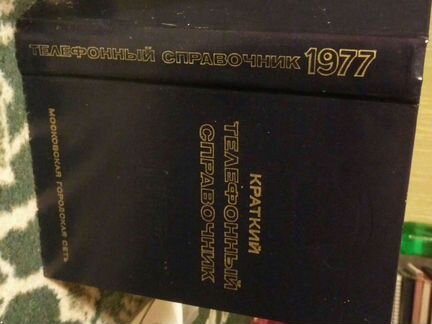 ТЕЛЕФОННЫЙ СПРАВОЧНИК 1977
КРАТКИЙ
ТЕЛЕФОННЫЙ
СПРАВОЧНИК
МОСКОВСКАЯ ГОРОДСКАЯ СЕТЬ